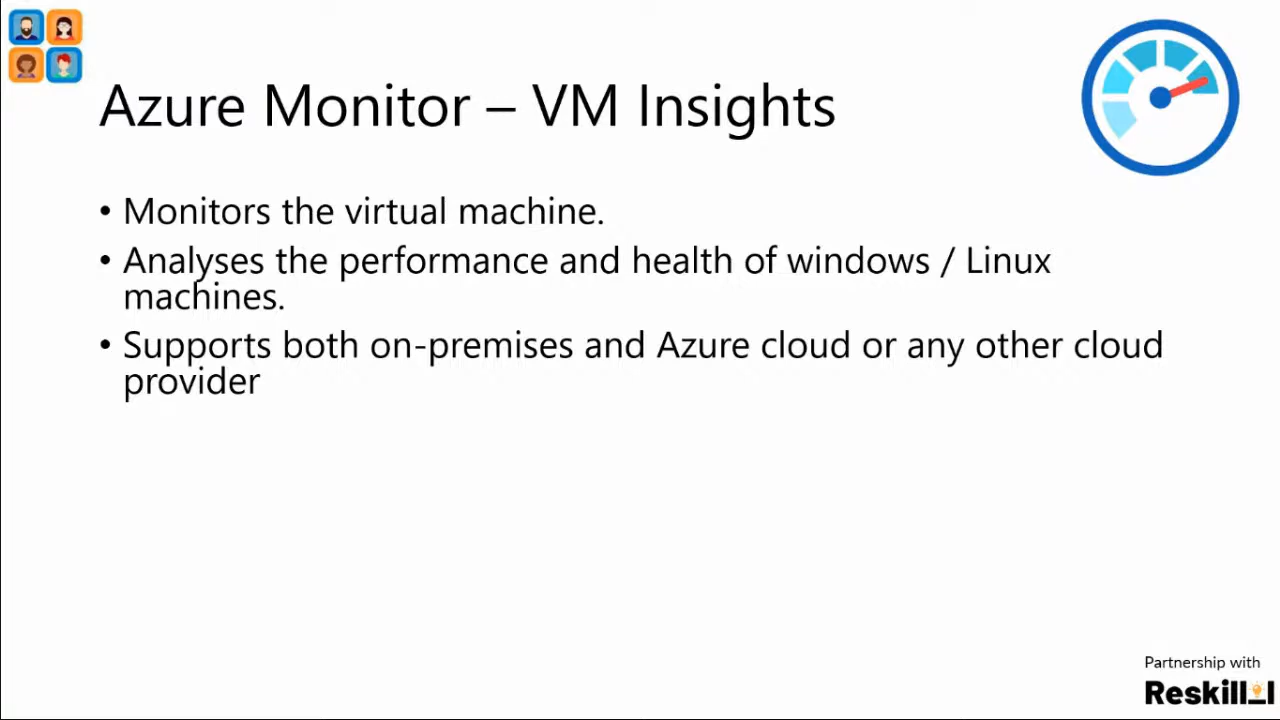 Azure Monitor – VM Insights
• Monitors the virtual machine.
• Analyses the performance and health of windows / Linux
machines.
• Supports both on-premises and Azure cloud or any other cloud
provider
Partnership with
Reskill_l